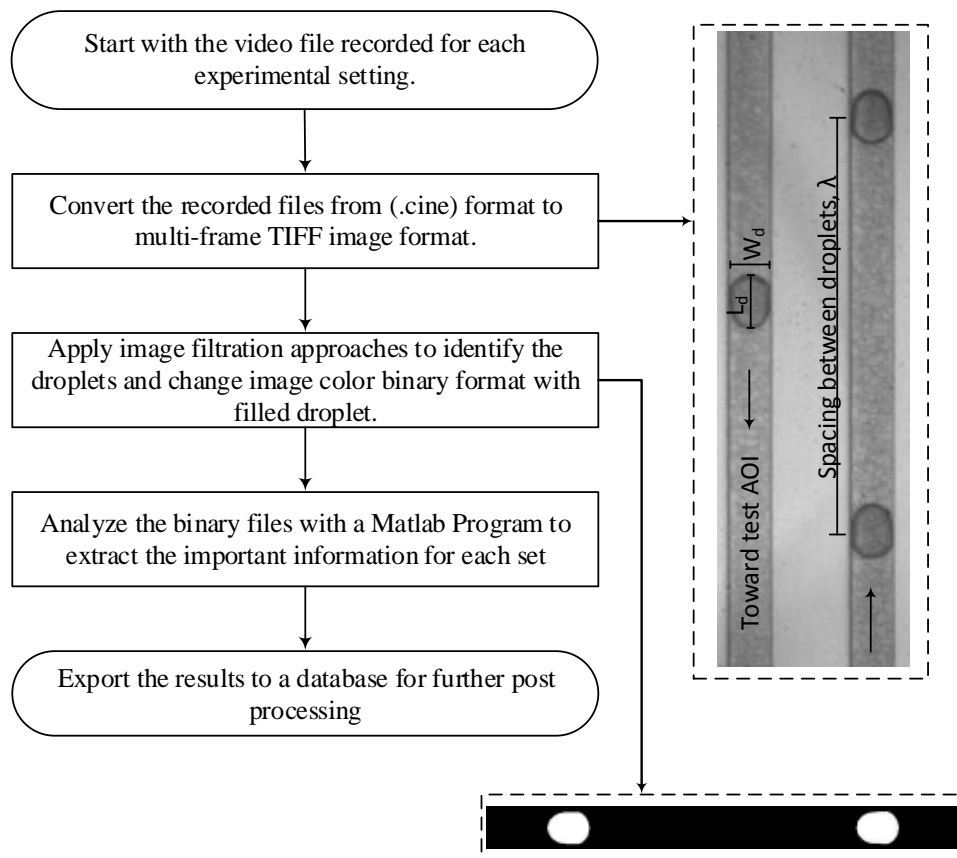 Start with the video file recorded for each
experimental setting.
Convert the recorded files from (.cine) format to
multi-frame TIFF image format.
Apply image filtration approaches to identify the
droplets and change image color binary format with
filled droplet.
Analyze the binary files with a Matlab Program to
extract the important information for each set
Export the results to a database for further post
processing
Wd
Ld
Toward test AOI
Spacing between droplets, λ